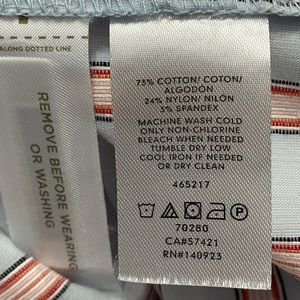 ALONG DOTTED LINE
REMOVE BEFORE WEARING
OR WASHING
73% COTTON/ COTON/
ALGODÓN
24% NYLON/ NILÓN
3% SPANDEX
MACHINE WASH COLD
ONLY NON-CHLORINE
BLEACH WHEN NEEDED
TUMBLE DRY LOW
COOL IRON IF NEEDED
OR DRY CLEAN
465217
P
70280
CA#57421
RN#140923